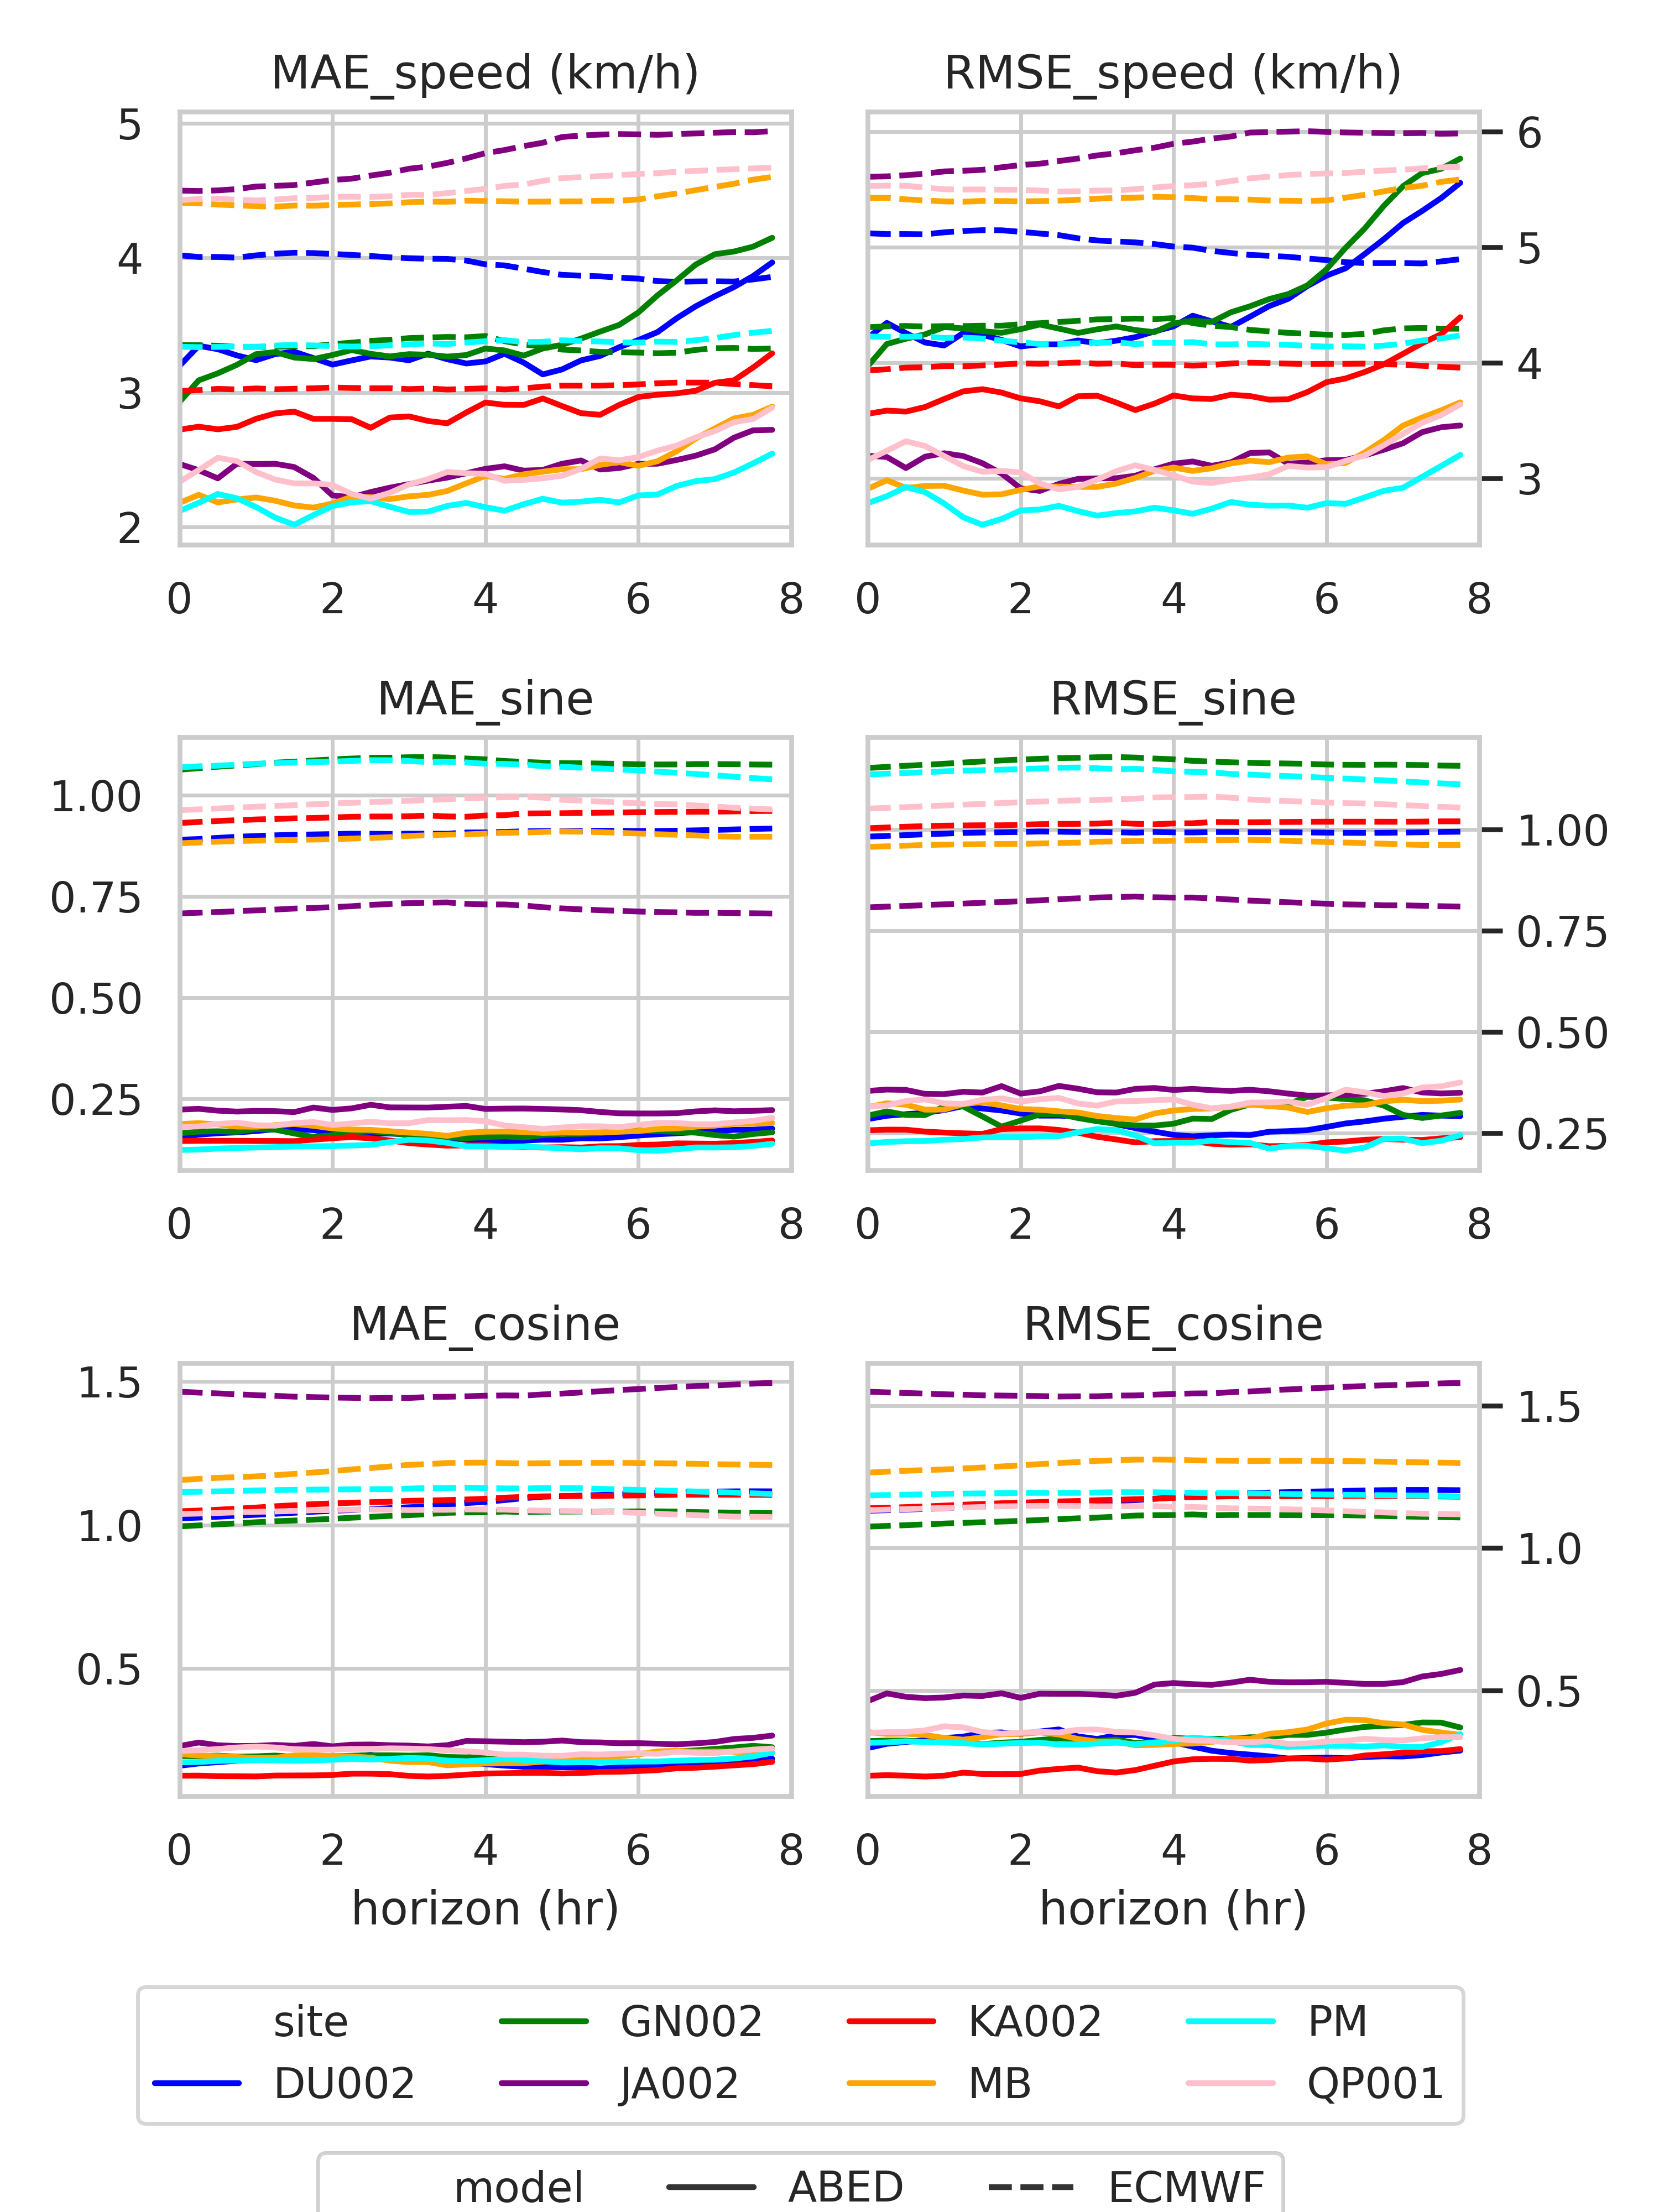 MAE_speed (km/h) RMSE_speed (km/h)
5 6
4 5
3 4
2 3
0 2 4 6 8 0 2 4 6 8
MAE_sine RMSE_sine
1.00 1.00
0.75 0.75
0.50 0.50
0.25 0.25
0 2 4 6 8 0 2 4 6 8
MAE_cosine RMSE_cosine
1.5 1.5
1.0 1.0
0.5 0.5
0 2 4 6 8 0 2 4 6 8
horizon (hr) horizon (hr)
site GN002 KA002 PM
DU002 JA002 MB QP001
model ABED ECMWF